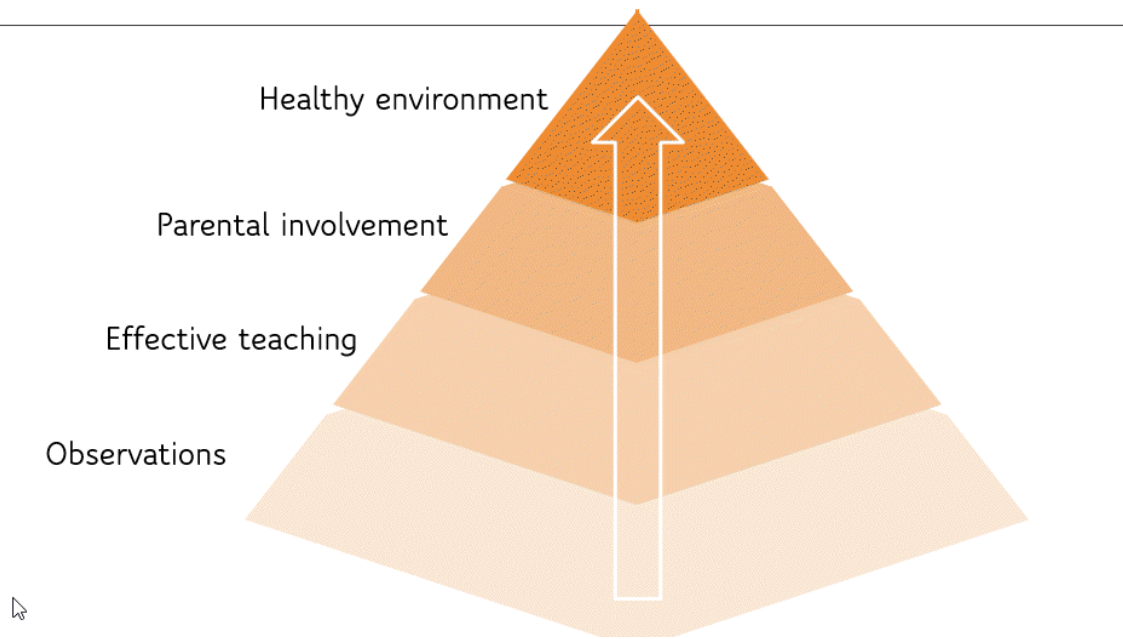 Healthy environment
Parental involvement
Effective teaching
Observations